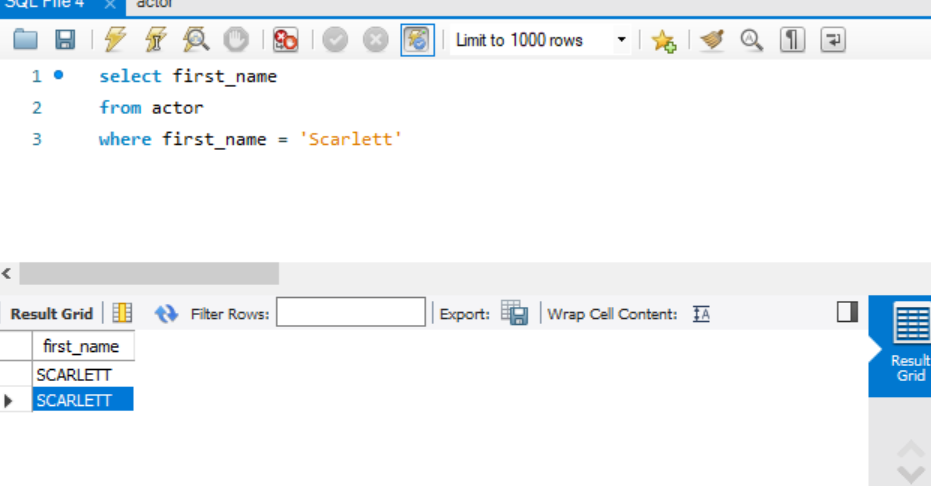 SQL File 4 × actor
Limit to 1000 rows
1 select first_name
2 from actor
3 where first_name = 'Scarlett'
Result Grid Filter Rows: Export: Wrap Cell Content:
first_name
SCARLETT
SCARLETT
Result
Grid